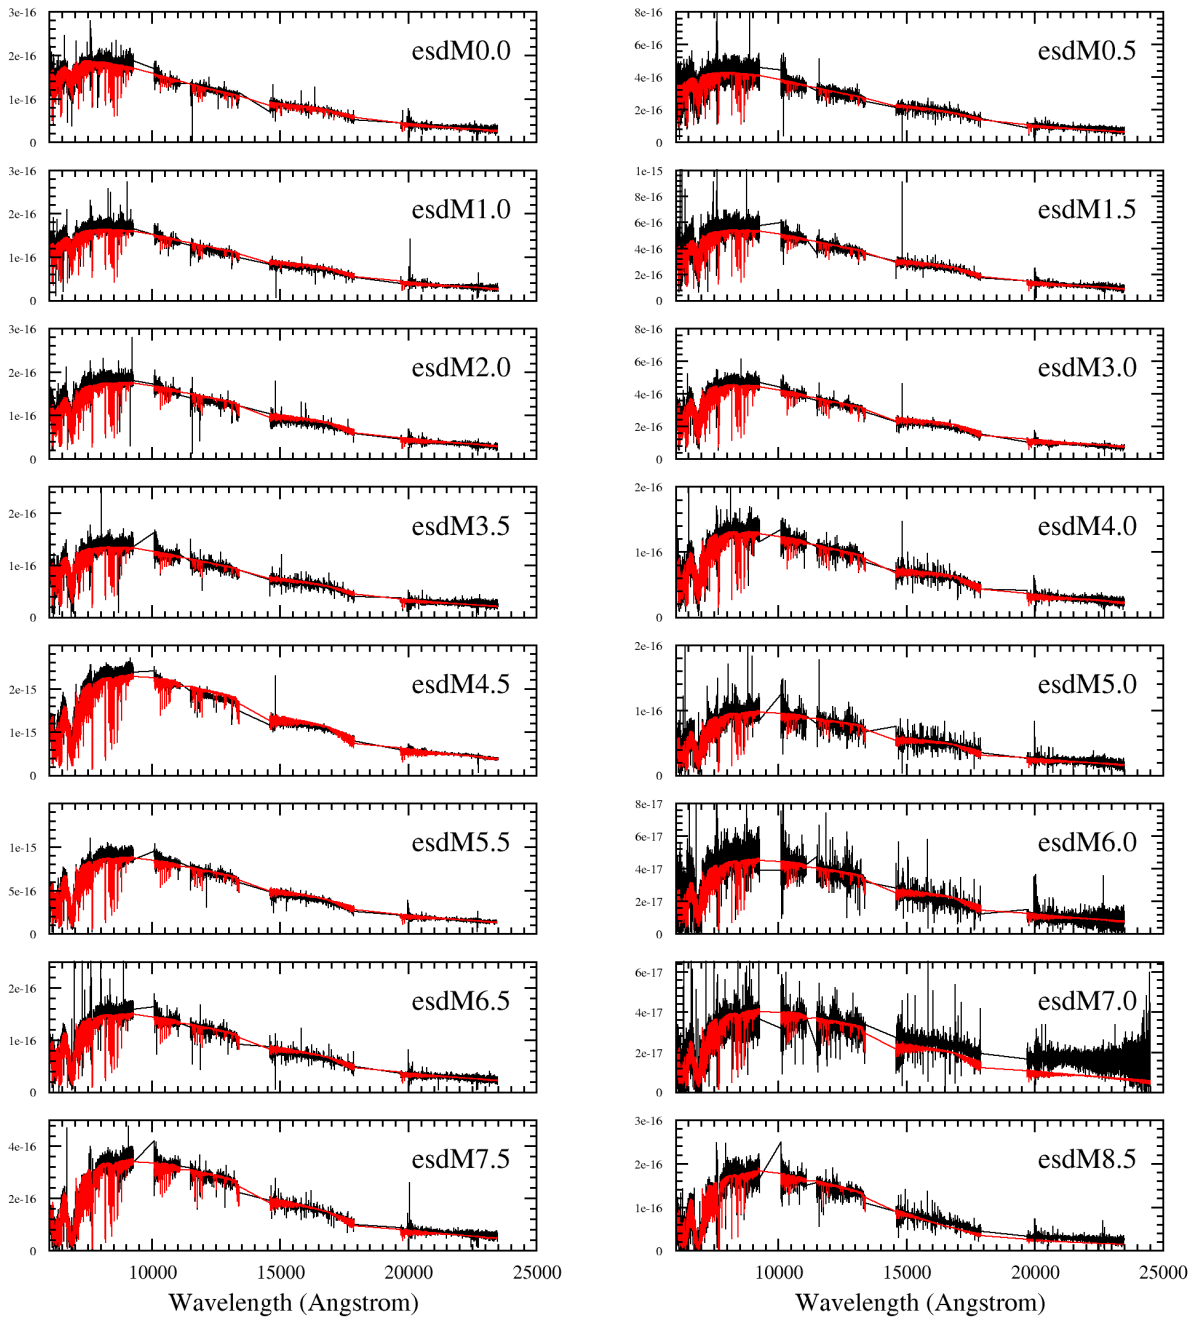 3e-16
2e-16
1e-16
0
esdM0.0
8e-16
6e-16
4e-16
2e-16
0
esdM0.5
3e-16
2e-16
1e-16
0
esdM1.0
1e-15
8e-16
6e-16
4e-16
2e-16
0
esdM1.5
3e-16
2e-16
1e-16
0
esdM2.0
8e-16
6e-16
4e-16
2e-16
0
esdM3.0
2e-16
1e-16
0
esdM3.5
2e-16
1e-16
0
esdM4.0
2e-15
1e-15
0
esdM4.5
2e-16
1e-16
0
esdM5.0
1e-15
5e-16
0
esdM5.5
8e-17
6e-17
4e-17
2e-17
0
esdM6.0
2e-16
1e-16
0
esdM6.5
6e-17
4e-17
2e-17
0
esdM7.0
4e-16
2e-16
0
esdM7.5
3e-16
2e-16
1e-16
0
esdM8.5
10000 15000 20000 25000
Wavelength (Angstrom)
10000 15000 20000 25000
Wavelength (Angstrom)